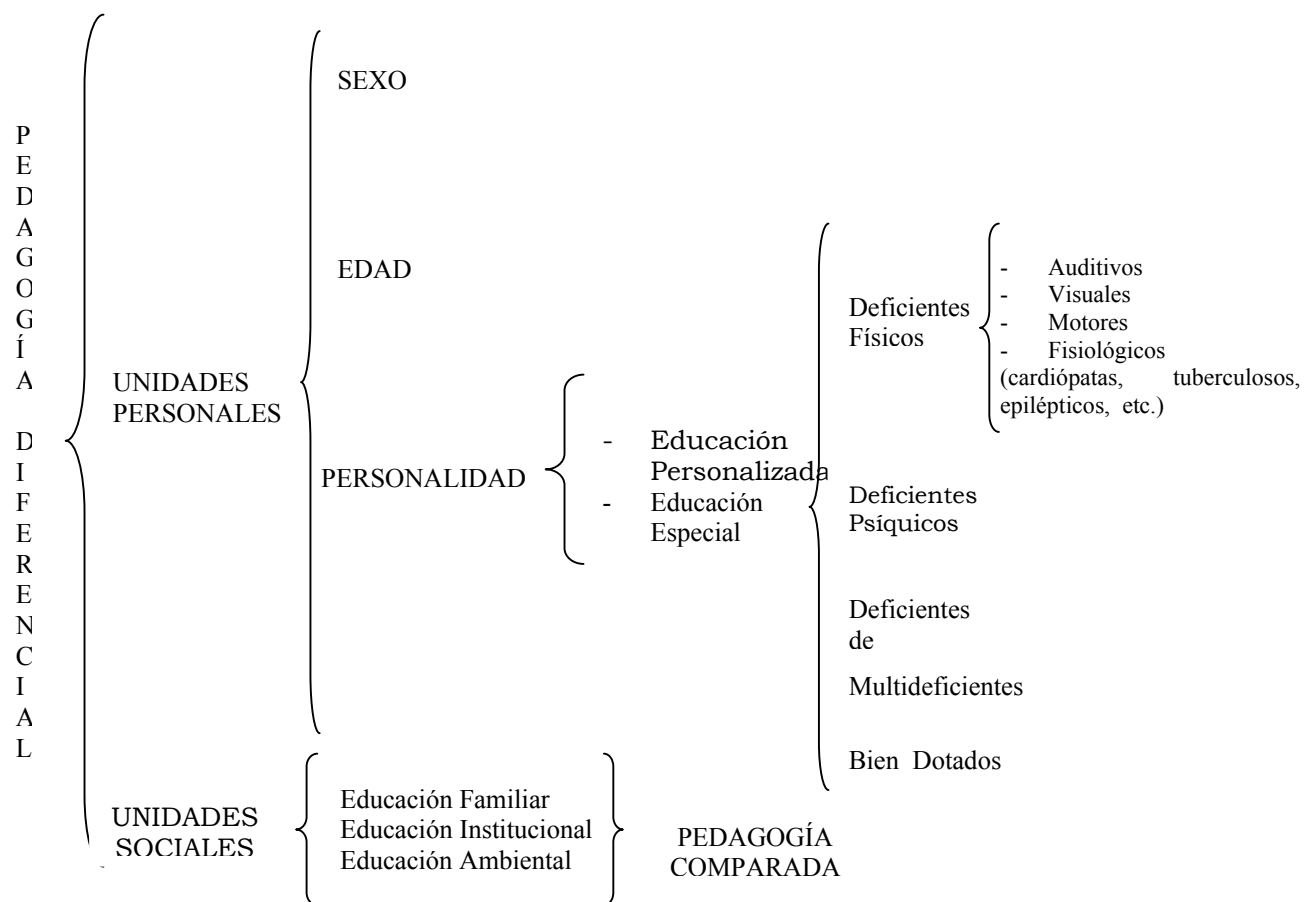 PEDAGOGÍA DIFERENCIAL
UNIDADES
PERSONALES
SEXO
EDAD
PERSONALIDAD
- Educación
Personalizada
- Educación
Especial
Deficientes
Físicos
- Auditivos
- Visuales
- Motores
- Fisiológicos
(cardiópatas, tuberculosos,
epilépticos, etc.)
Deficientes
Psíquicos
Deficientes
de
Multideficientes
Bien Dotados
UNIDADES
SOCIALES
Educación Familiar
Educación Institucional
Educación Ambiental
PEDAGOGÍA
COMPARADA